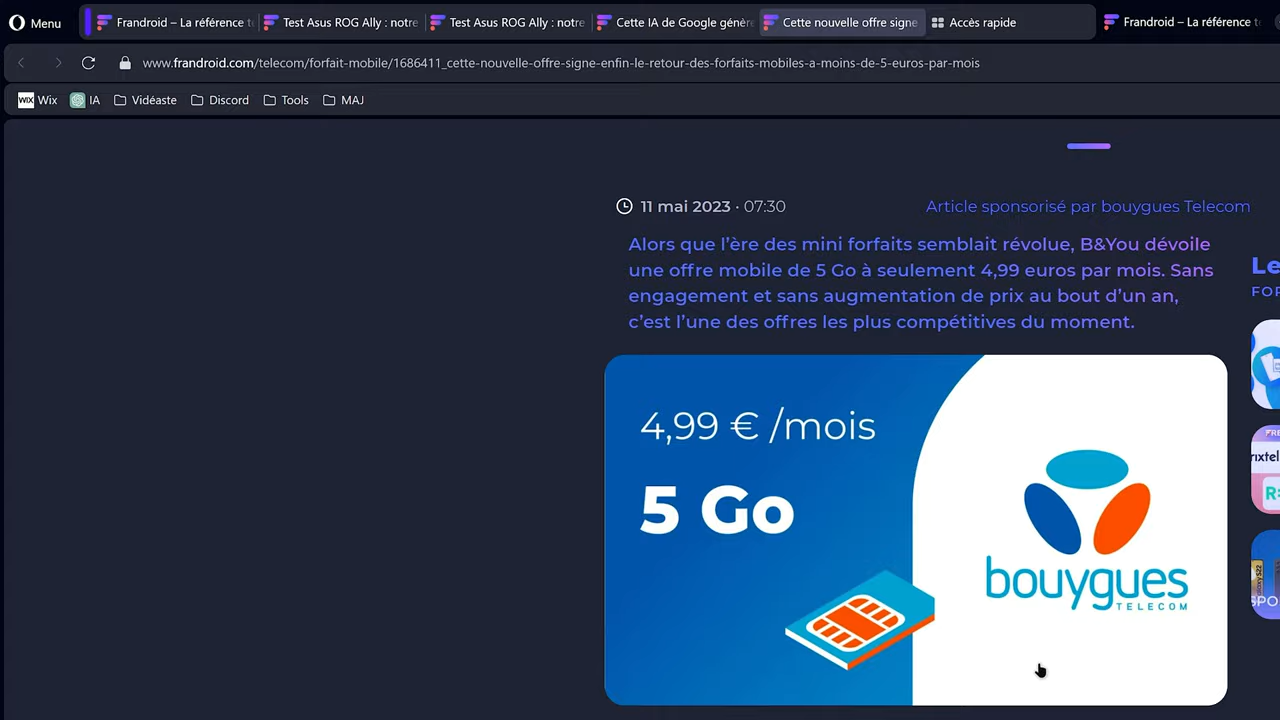 Menu
Frandroid – La référence t
Test Asus ROG Ally : notre
Test Asus ROG Ally : notre
Cette IA de Google génère
Cette nouvelle offre signe
Accès rapide
Frandroid – La référence t
www.frandroid.com/telecom/forfait-mobile/1686411_cette-nouvelle-offre-signe-enfin-le-retour-des-forfaits-mobiles-a-moins-de-5-euros-par-mois
WIX Wix
IA
Vidéaste
Discord
Tools
MAJ
11 mai 2023 · 07:30
Article sponsorisé par bouygues Telecom
Alors que l’ère des mini forfaits semblait révolue, B&You dévoile
une offre mobile de 5 Go à seulement 4,99 euros par mois. Sans
engagement et sans augmentation de prix au bout d’un an,
c’est l’une des offres les plus compétitives du moment.
Le
FOR
4,99 € /mois
5 Go
bouygues
TELECOM